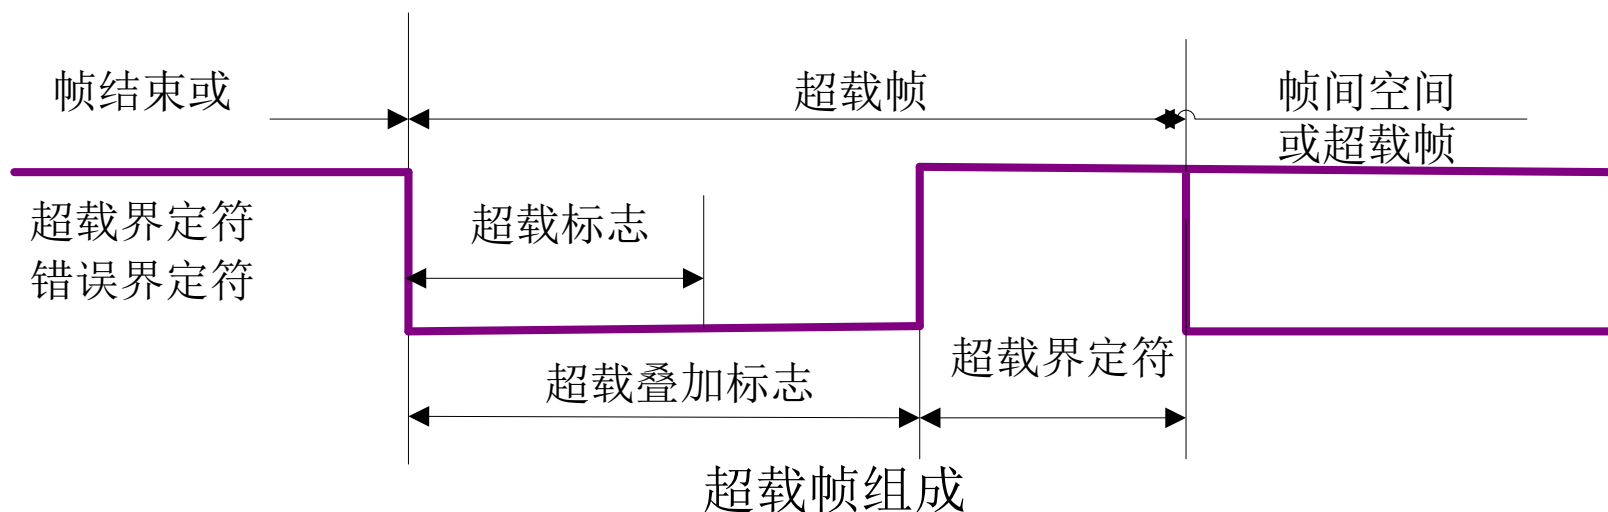 帧结束或
超载帧
帧间空间
或超载帧
超载界定符
错误界定符
超载标志
超载叠加标志
超载界定符
超载帧组成